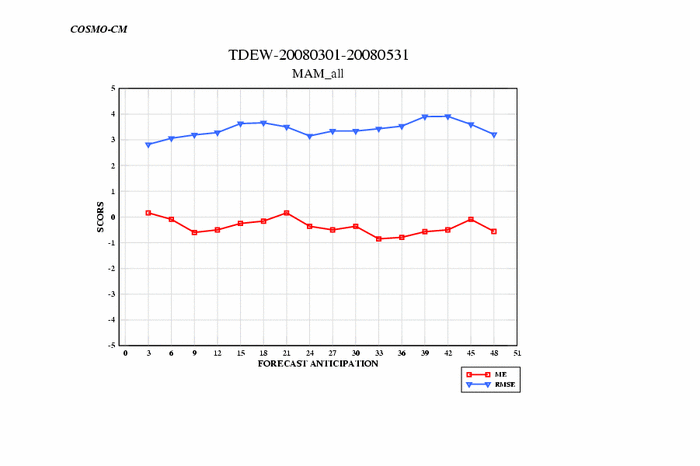 COSMO-CM
TDEW-20080301-20080531
MAM_all
5
4
3
2
1
0
-1
-2
-3
-4
-5
SCORS
0 3 6 9 12 15 18 21 24 27 30 33 36 39 42 45 48 51
FORECAST ANTICIPATION
ME
RMSE